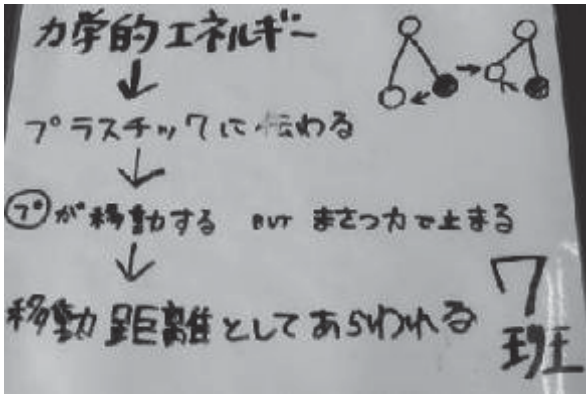 力学的エネルギー
↓
プラスチックに伝わる
↓
プが移動する BUT まさつ力で止まる
↓
移動距離としてあらわれる
7班